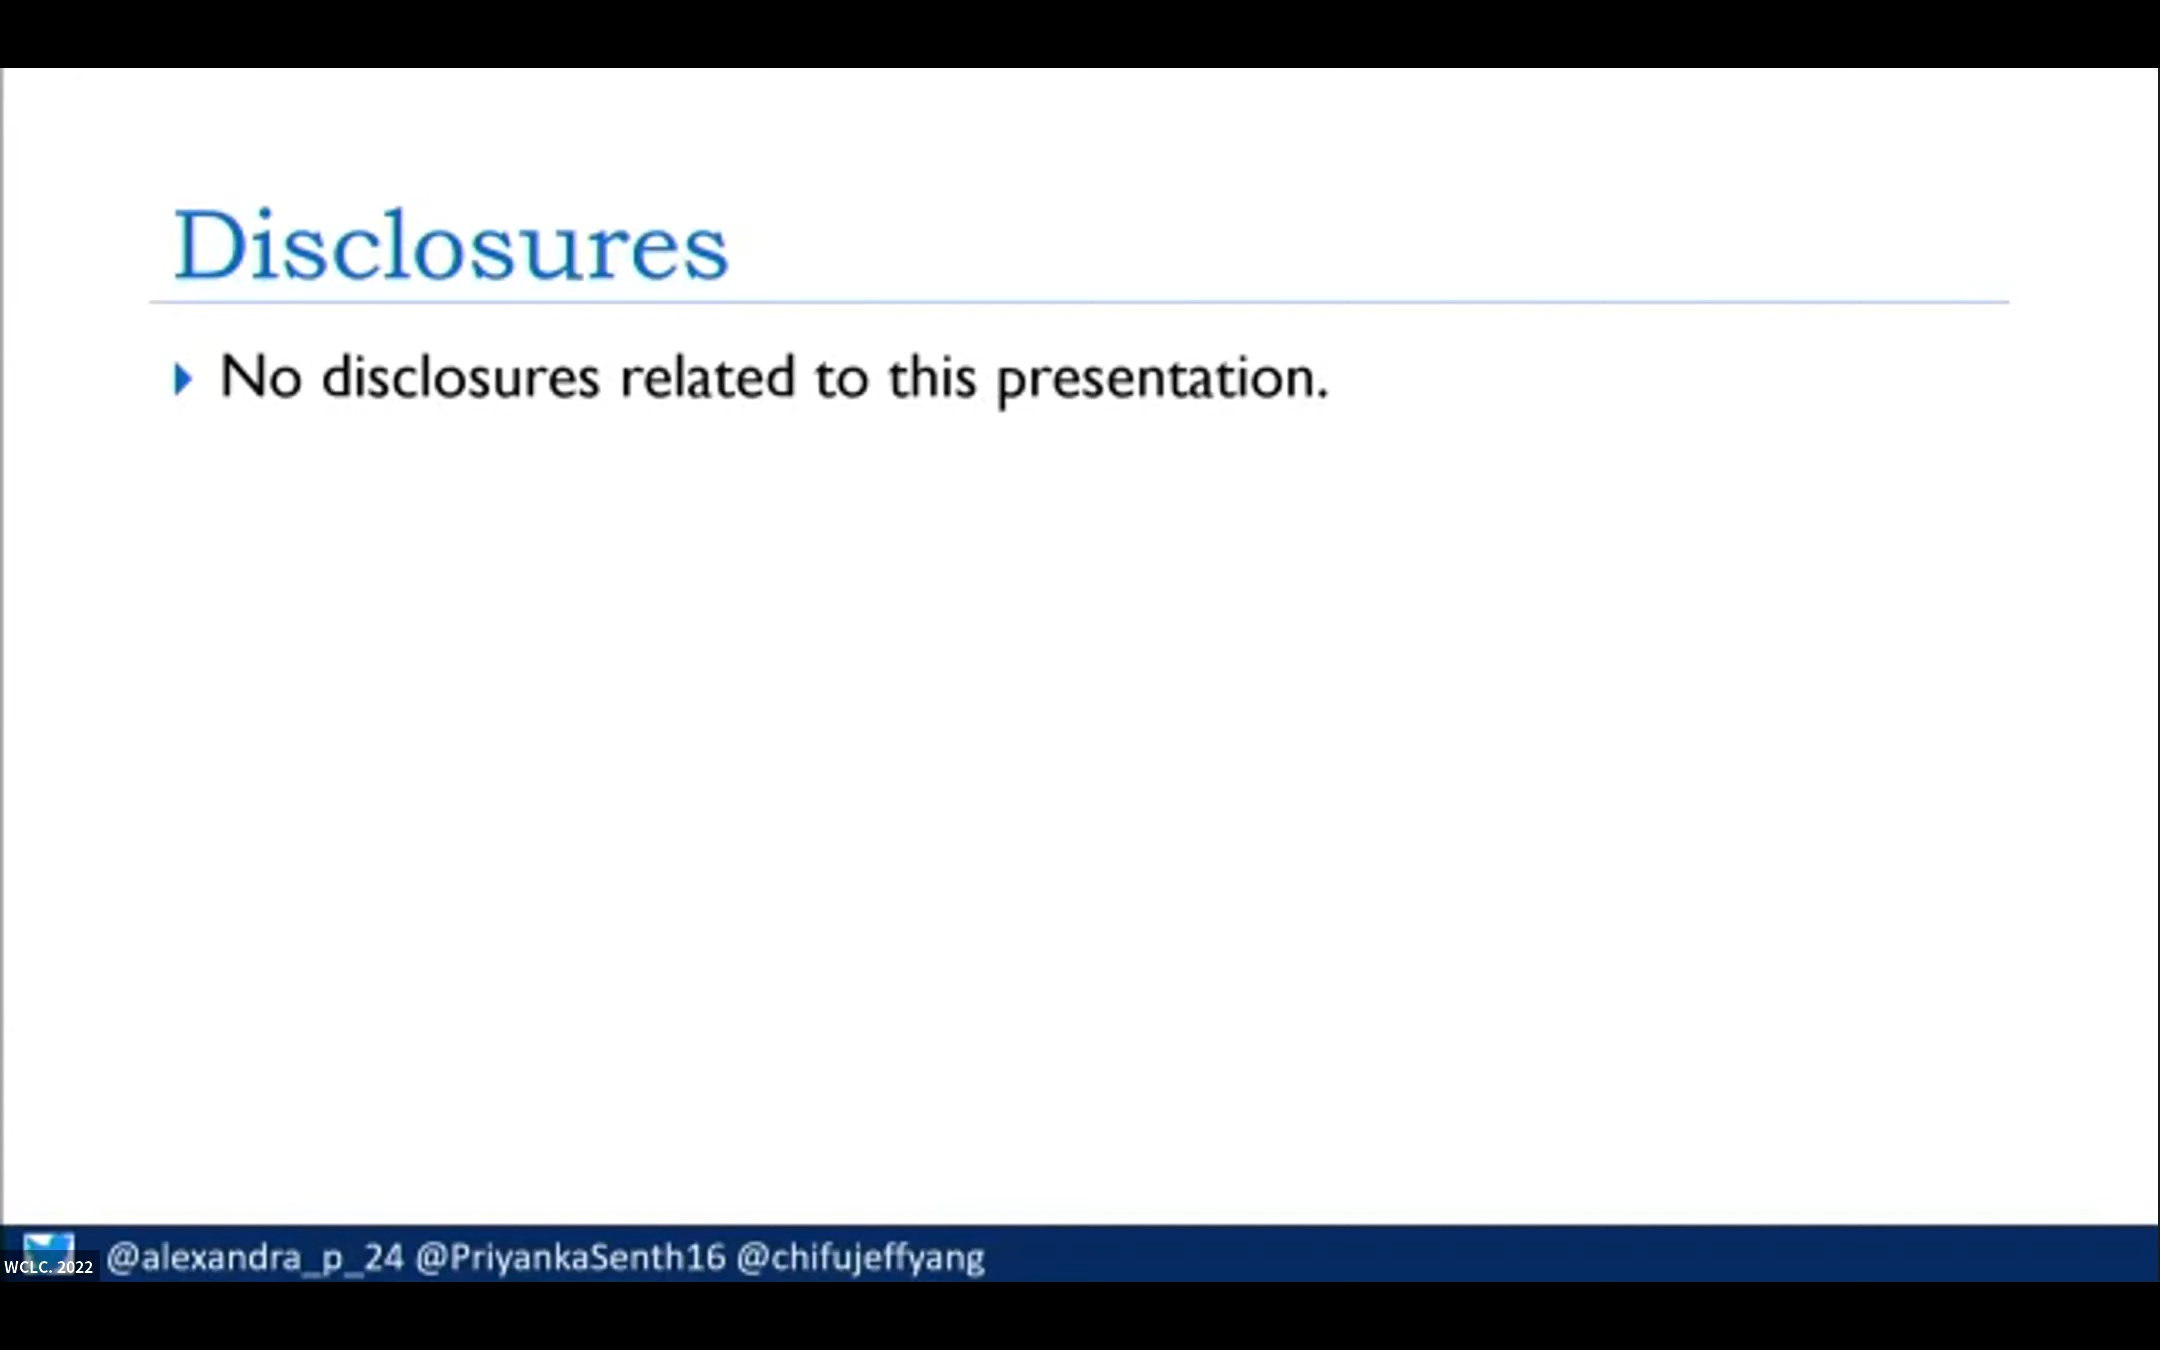 Disclosures
No disclosures related to this presentation.
@alexandra_p_24 @PriyankaSenth16 @chifujeffyang
WCLC. 2022